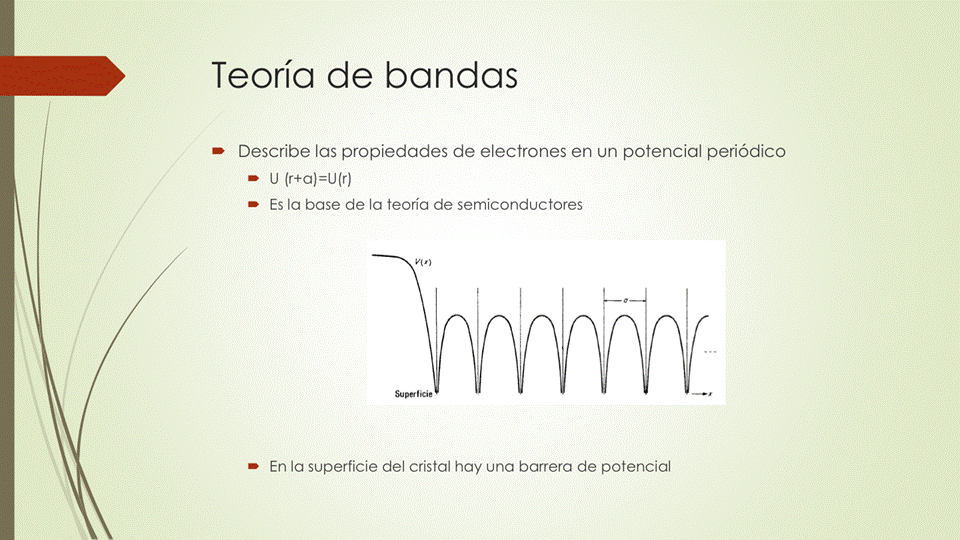 Teoría de bandas
Describe las propiedades de electrones en un potencial periódico
U (r+a)=U(r)
Es la base de la teoría de semiconductores
V(x)
a
Superficie
x
En la superficie del cristal hay una barrera de potencial